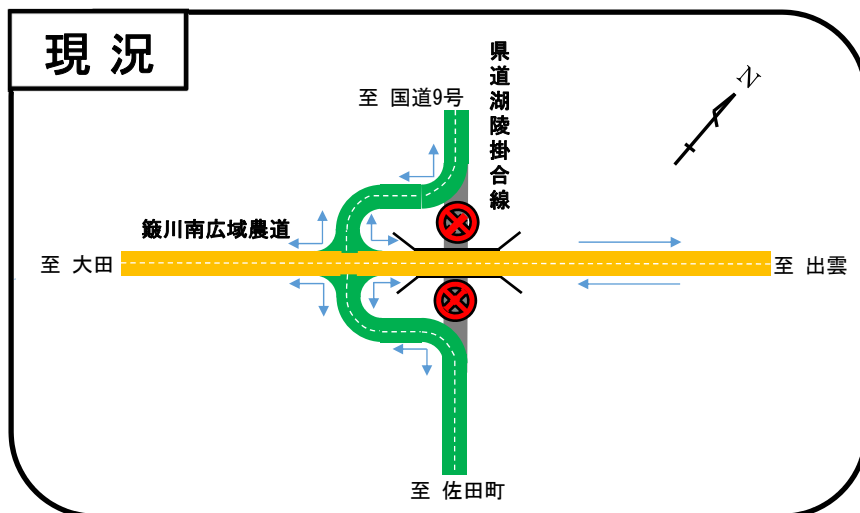 現 況
至 国道9号
県道湖陵掛合線
N
簸川南広域農道
至 大田
至 出雲
至 佐田町